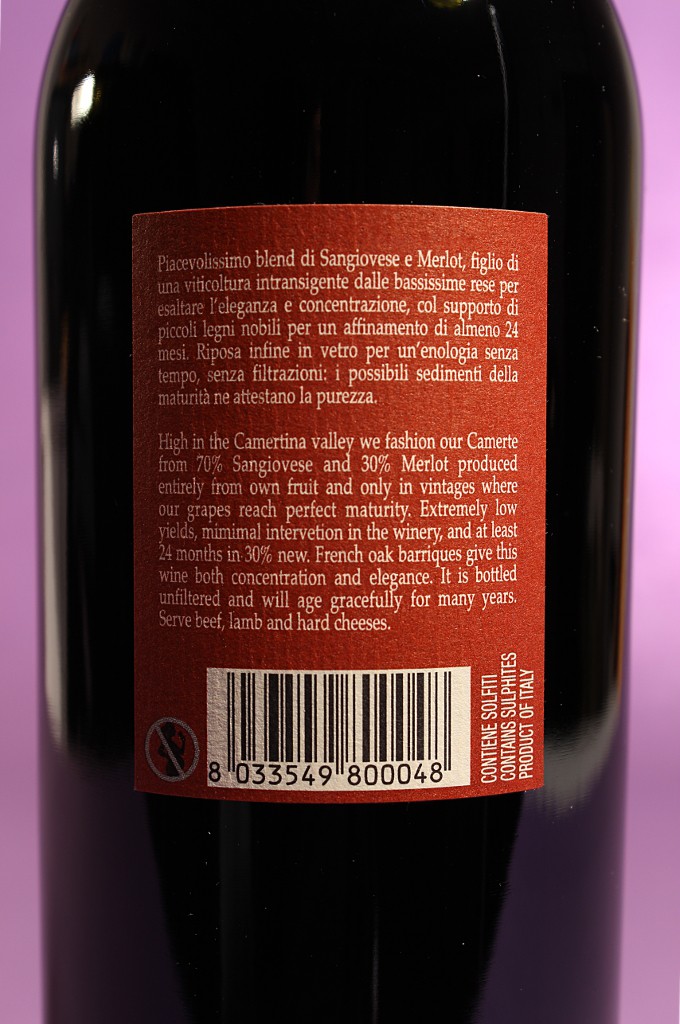 Piacevolissimo blend di Sangiovese e Merlot, figlio di
una viticoltura intransigente dalle bassissime rese per
esaltare l'eleganza e concentrazione, col supporto di
piccoli legni nobili per un affinamento di almeno 24
mesi. Riposa infine in vetro per un'enologia senza
tempo, senza filtrazioni: i possibili sedimenti della
maturità ne attestano la purezza.
High in the Camertina valley we fashion our Camerte
from 70% Sangiovese and 30% Merlot produced
entirely from own fruit and only in vintages where
our grapes reach perfect maturity. Extremely low
yields, mimimal intervetion in the winery, and at least
24 months in 30% new. French oak barriques give this
wine both concentration and elegance. It is bottled
unfiltered and will age gracefully for many years.
Serve beef, lamb and hard cheeses.
8 033549 800048
CONTIENE SOLFITI
CONTAINS SULPHITES
PRODUCT OF ITALY